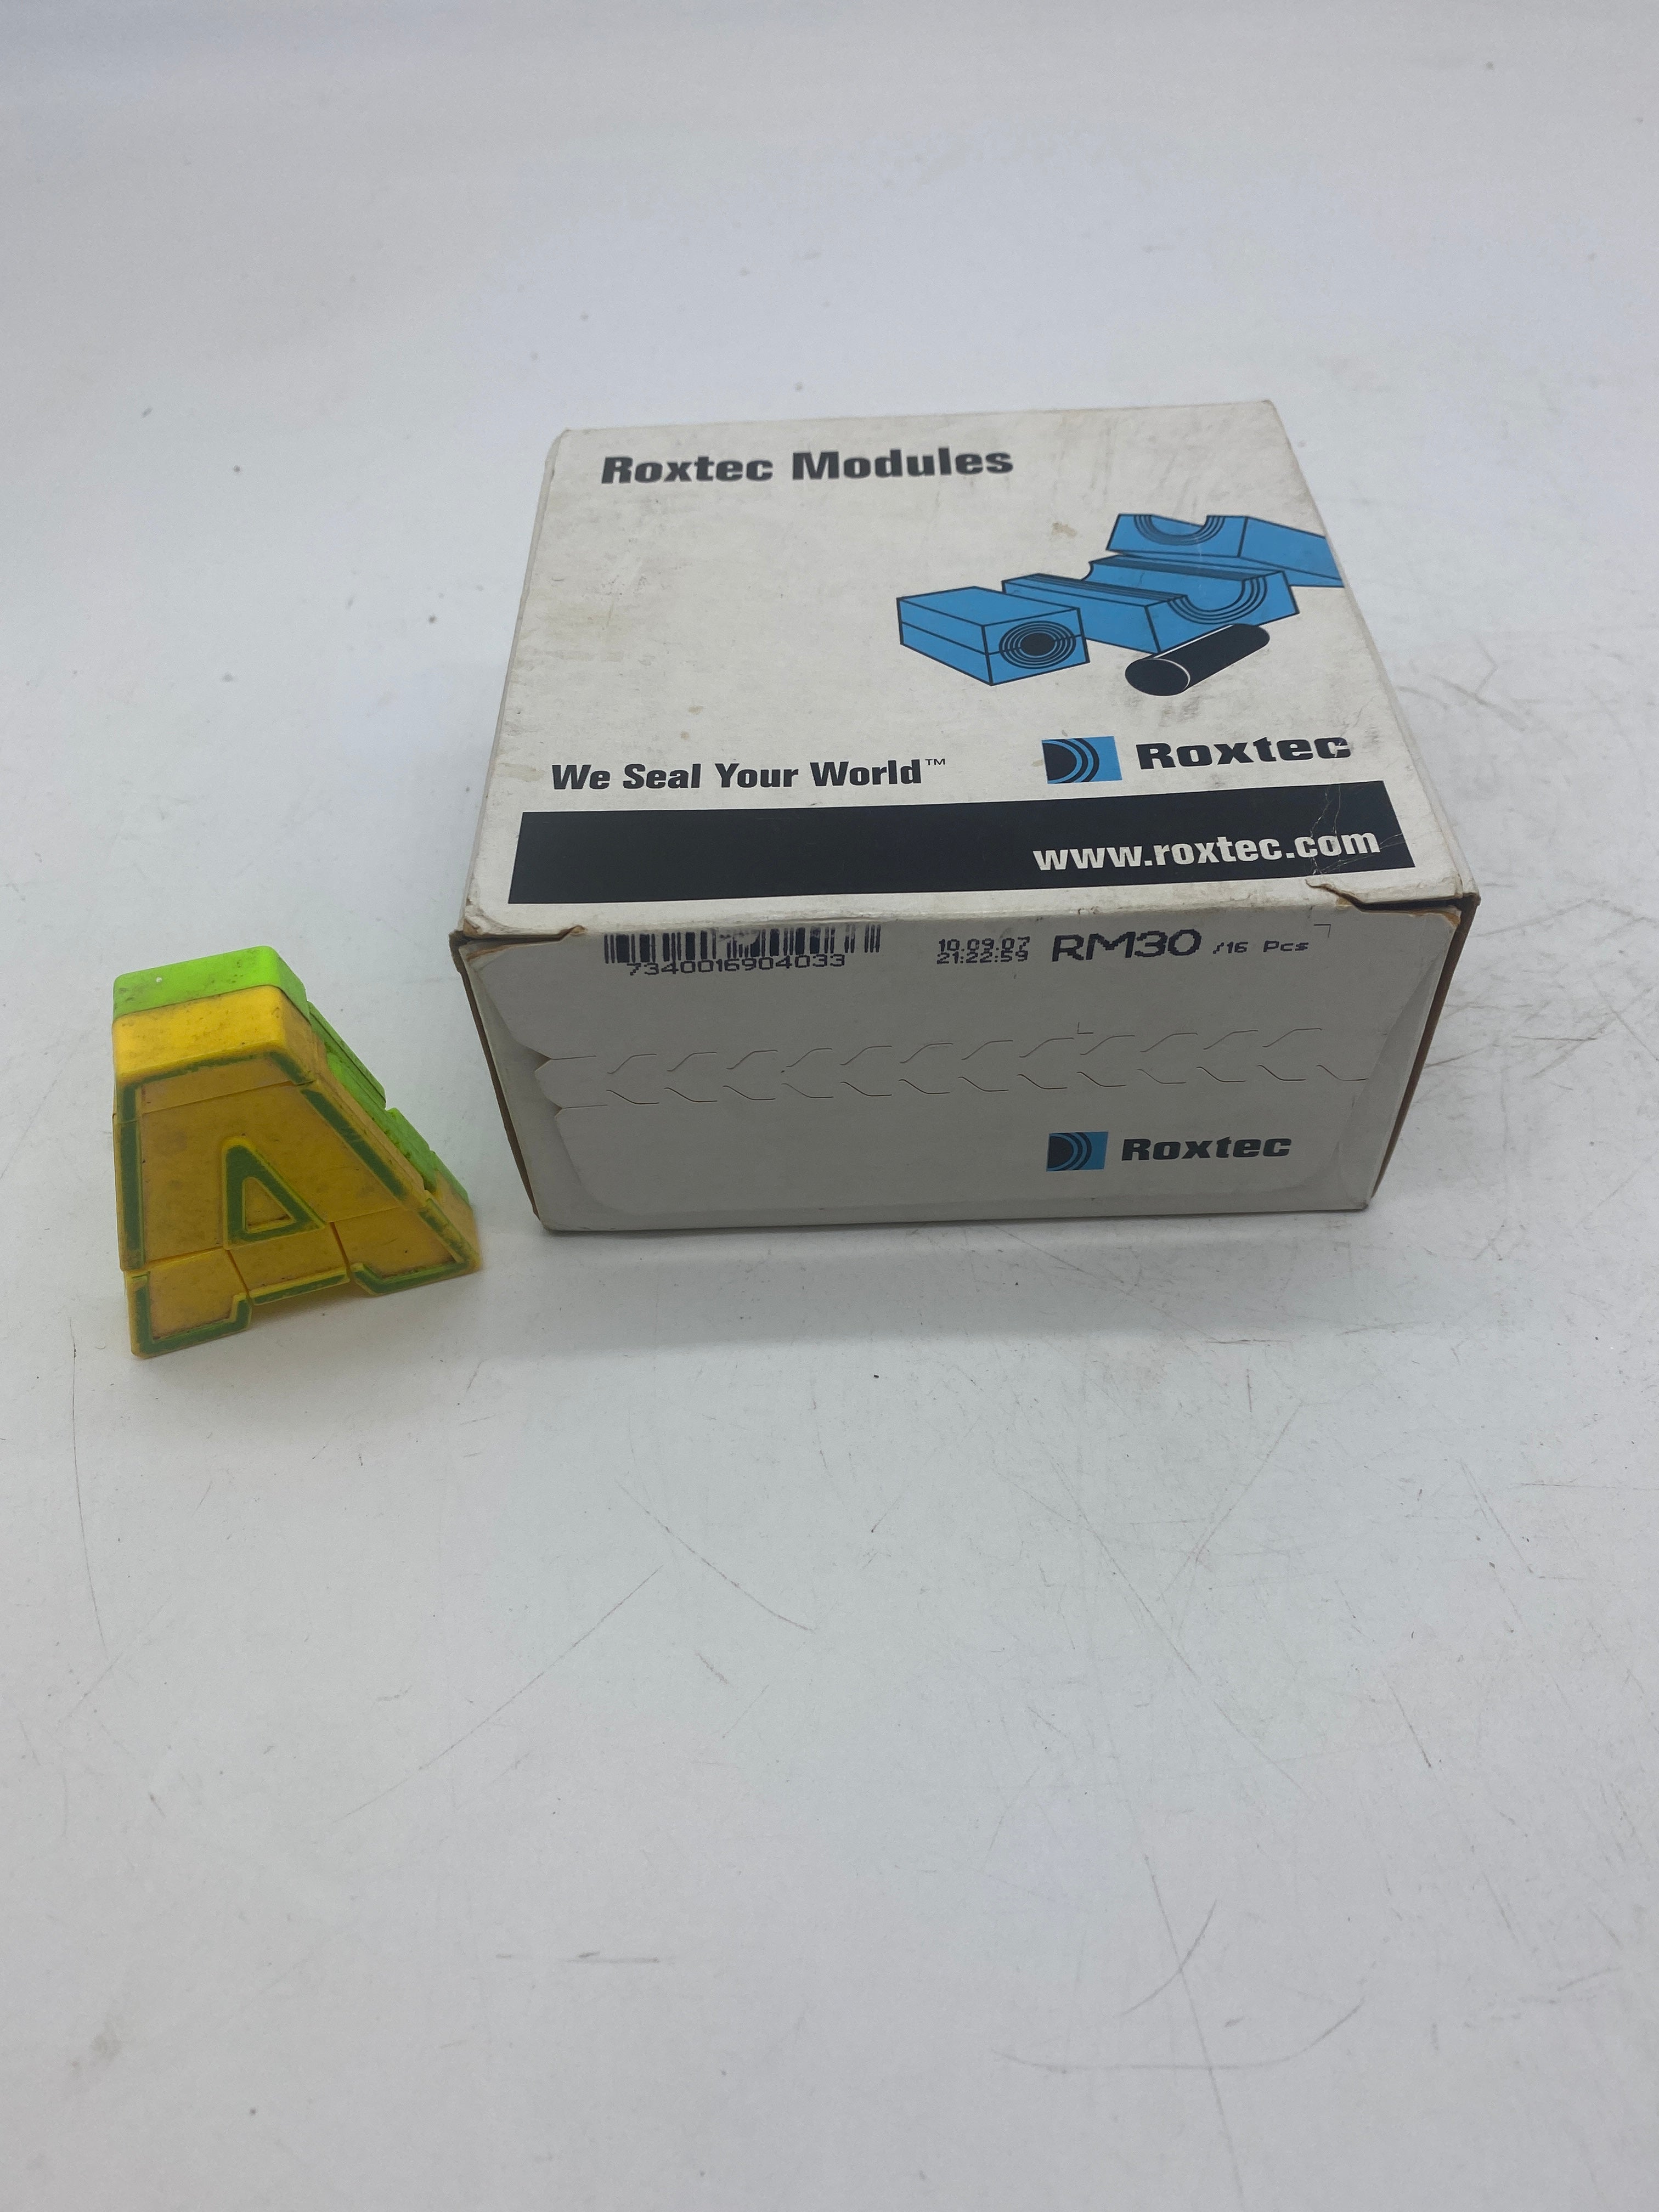 Roxtec Modules
We Seal Your World™
Roxtec
www.roxtec.com
7340016904033
10.09.07
21:22:59
RM30 /16 Pcs
Roxtec
A